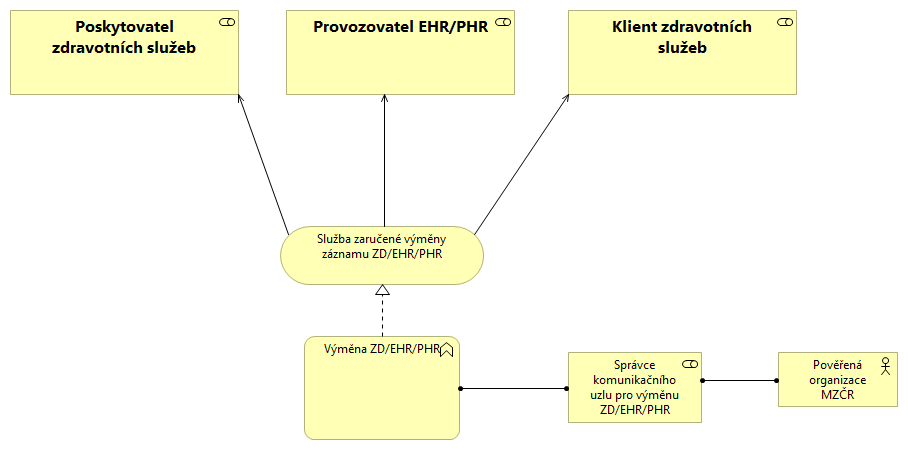 Poskytovatel
zdravotních služeb
Provozovatel EHR/PHR
Klient zdravotních
služeb
Služba zaručené výměny
záznamu ZD/EHR/PHR
Výměna ZD/EHR/PHR
Správce
komunikačního
uzlu pro výměnu
ZD/EHR/PHR
Pověřená
organizace
MZČR